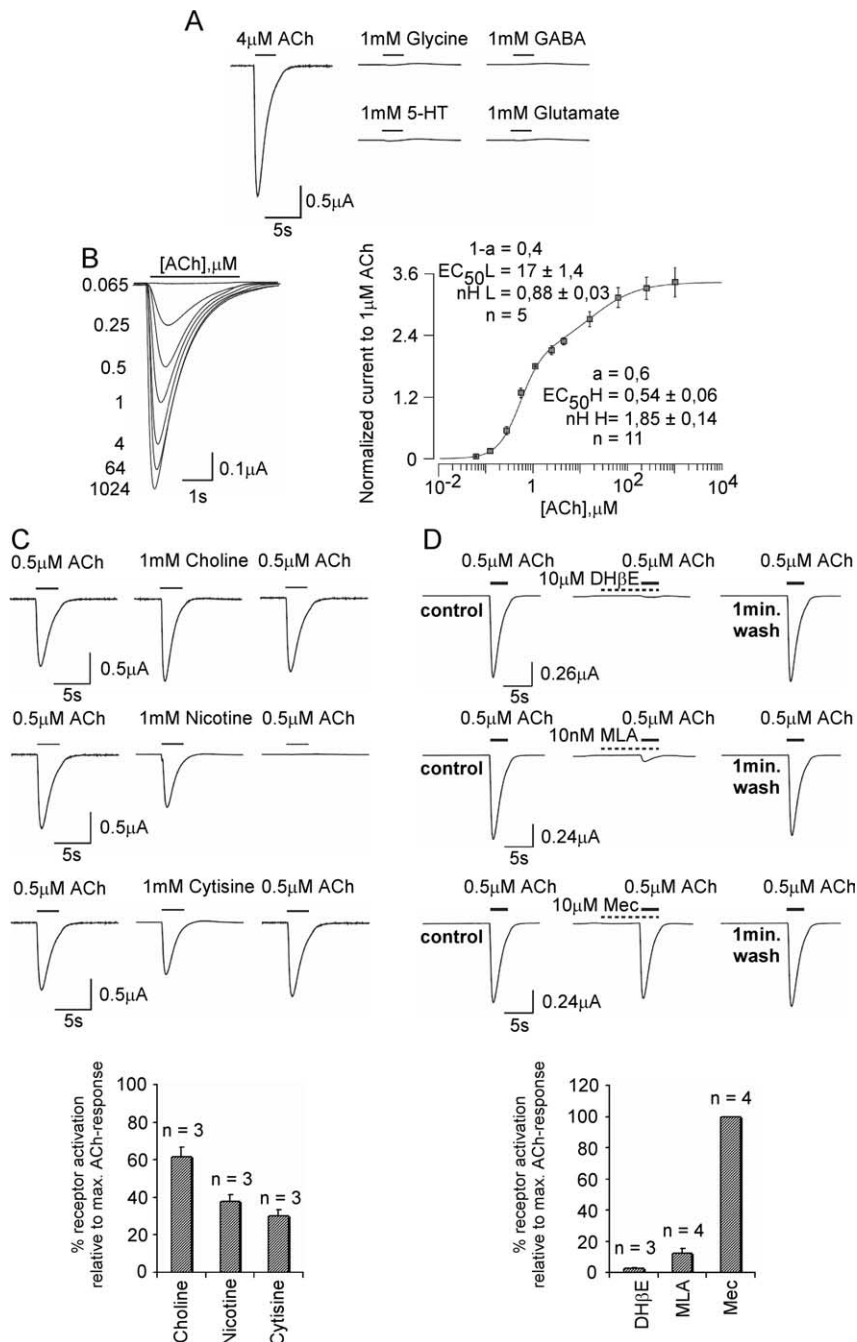 A
4μM ACh
1mM Glycine
1mM GABA
1mM 5-HT
1mM Glutamate
0.5μA
5s
B
[ACh],μM
0.065
0.25
0.5
1
4
64
1024
0.1μA
1s
Normalized current to 1μM ACh
3.6
2.4
1.2
0
1-a = 0,4
EC50L = 17 ± 1,4
nH L = 0,88 ± 0,03
n = 5
a = 0,6
EC50H = 0,54 ± 0,06
nH H= 1,85 ± 0,14
n = 11
10-2 1 102 104
[ACh],μM
C
0.5μM ACh 1mM Choline 0.5μM ACh
0.5μA
5s
0.5μM ACh 1mM Nicotine 0.5μM ACh
0.5μA
5s
0.5μM ACh 1mM Cytisine 0.5μM ACh
0.5μA
5s
% receptor activation
relative to max. ACh-response
100
80
60
40
20
0
n = 3
n = 3
n = 3
Choline
Nicotine
Cytisine
D
0.5μM ACh 0.5μM ACh 0.5μM ACh
10μM DHβE
control
1min.
wash
0.26μA
5s
0.5μM ACh 0.5μM ACh 0.5μM ACh
10nM MLA
control
1min.
wash
0.24μA
5s
0.5μM ACh 0.5μM ACh 0.5μM ACh
10μM Mec
control
1min.
wash
0.24μA
5s
% receptor activation
relative to max. ACh-response
120
100
80
60
40
20
0
n = 3
n = 4
n = 4
DHβE
MLA
Mec